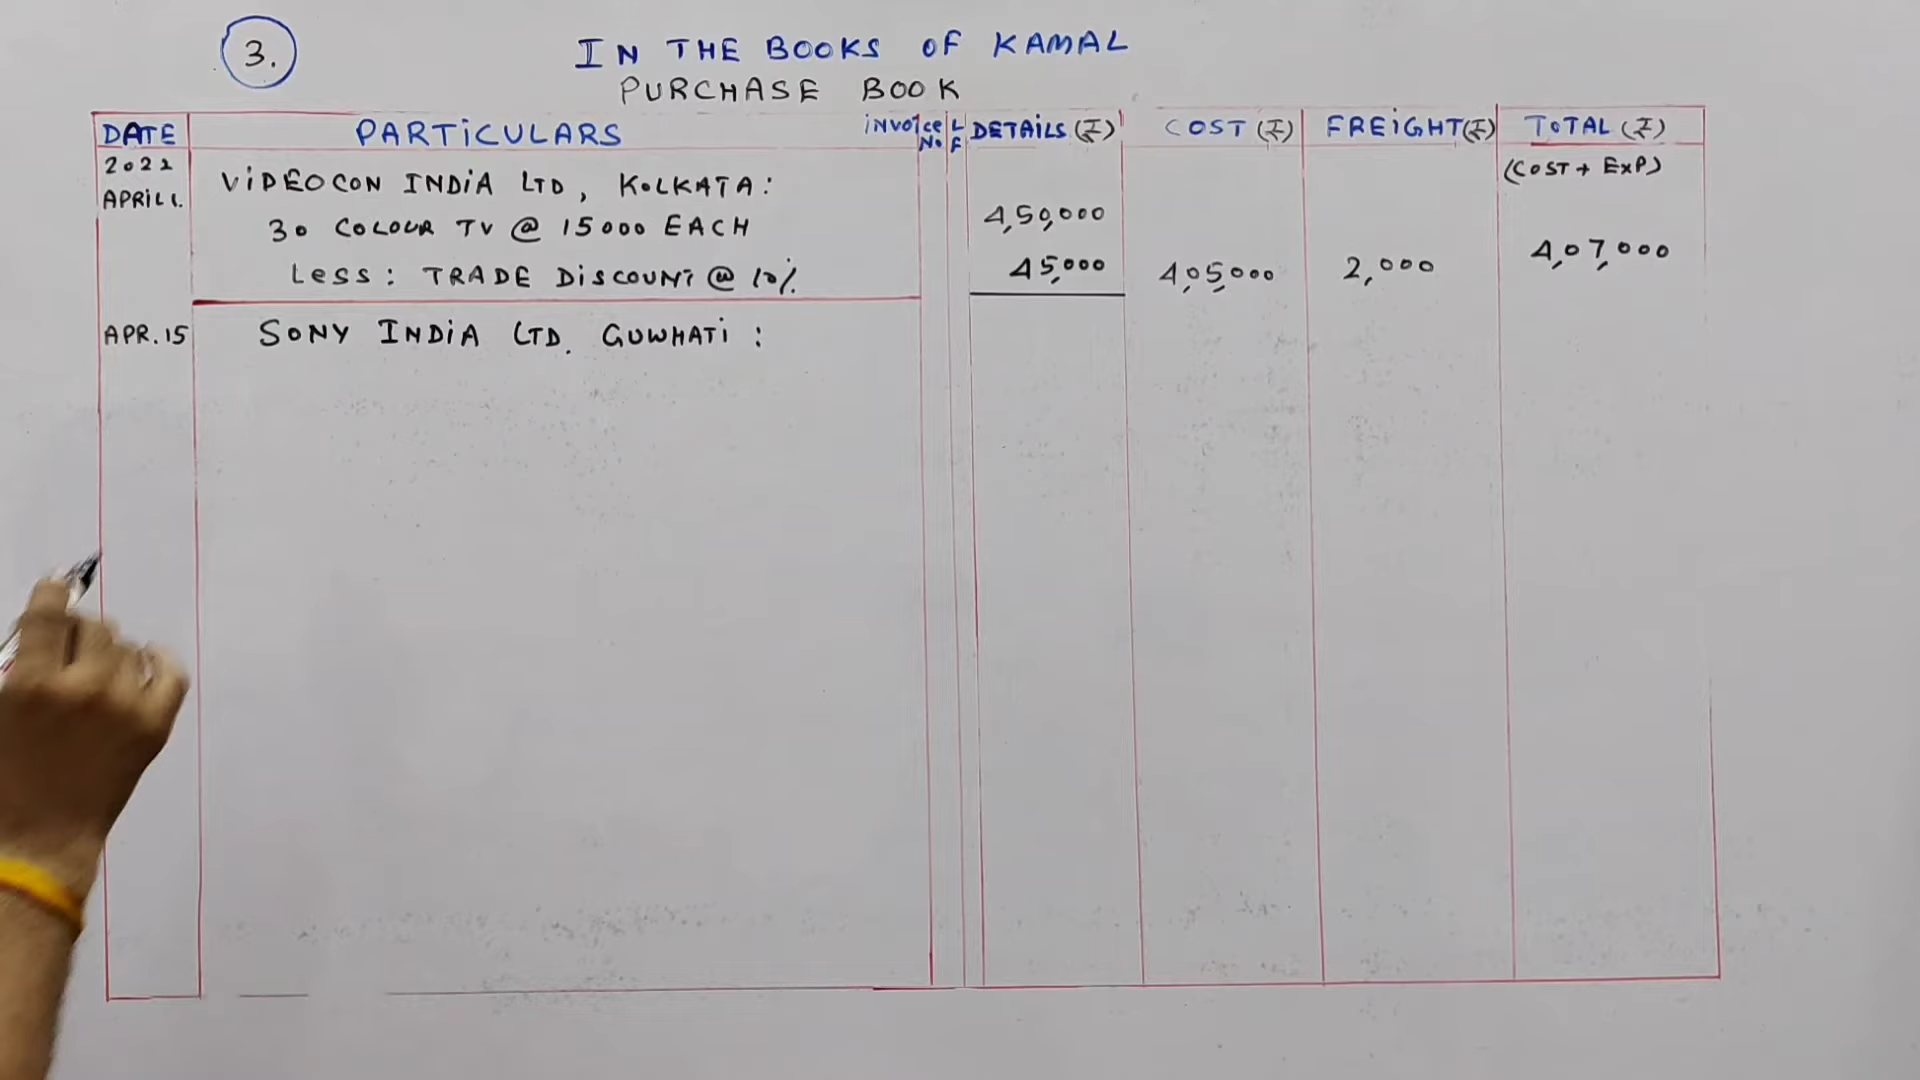 3.
IN THE BOOKS OF KAMAL
PURCHASE BOOK
DATE PARTICULARS INVOICE NO LF DETAILS (₹) COST (₹) FREIGHT (₹) TOTAL (₹)
2022 (COST + EXP)
APRIL 1. VIDEOCON INDIA LTD, KOLKATA:
30 COLOUR TV @ 15000 EACH 4,50,000
LESS: TRADE DISCOUNT @ 10% 45,000 4,05,000 2,000 4,07,000
APR. 15 SONY INDIA LTD. GUWHATI :